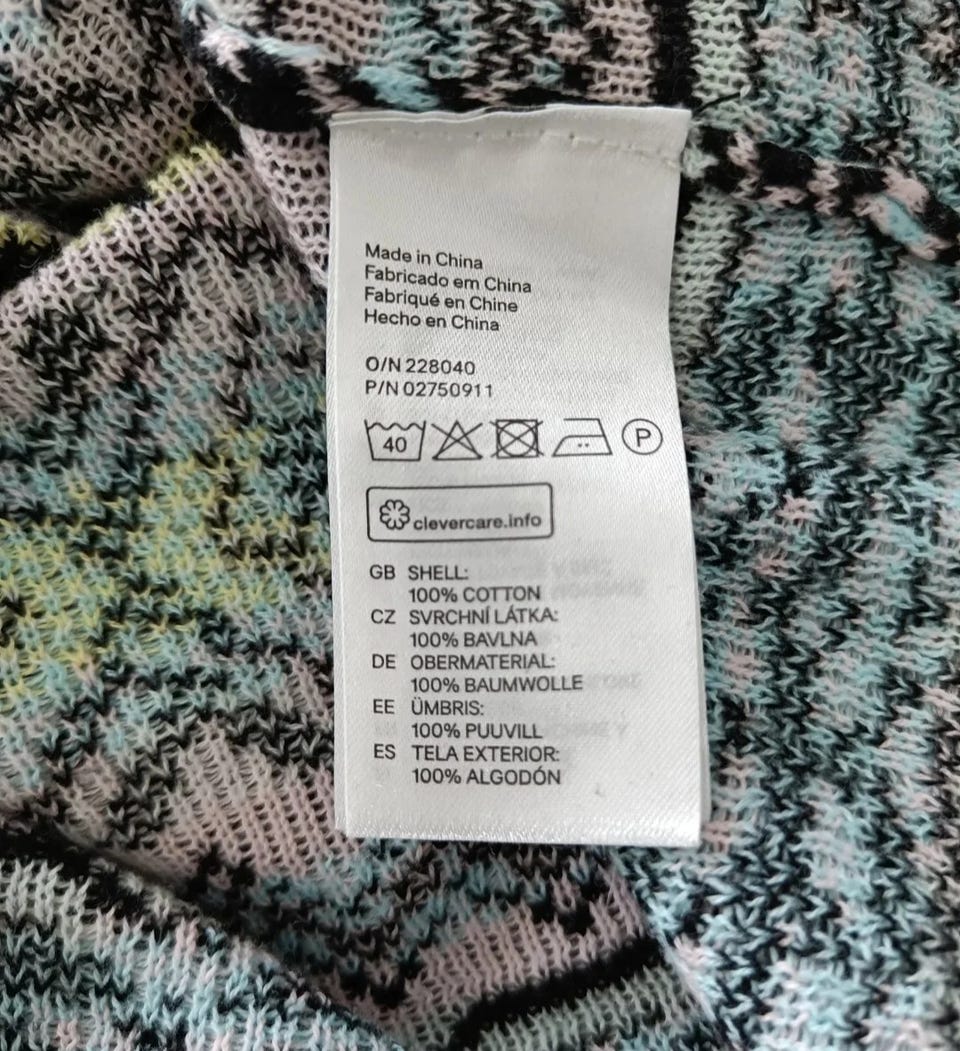 Made in China
Fabricado em China
Fabriqué en Chine
Hecho en China
O/N 228040
P/N 02750911
40 P
clevercare.info
GB SHELL:
100% COTTON
CZ SVRCHNÍ LÁTKA:
100% BAVLNA
DE OBERMATERIAL:
100% BAUMWOLLE
EE ÜMBRIS:
100% PUUVILL
ES TELA EXTERIOR:
100% ALGODÓN